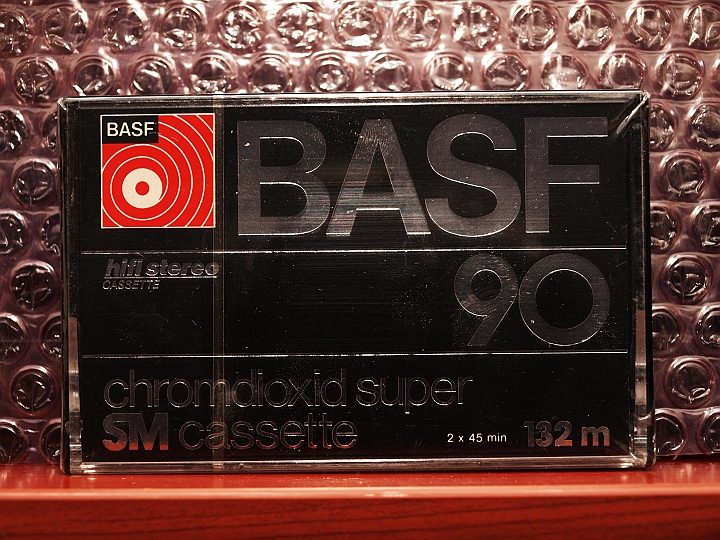 BASF
BASF
hifi stereo
CASSETTE
90
chromdioxid super
SM cassette
2 x 45 min 132 m